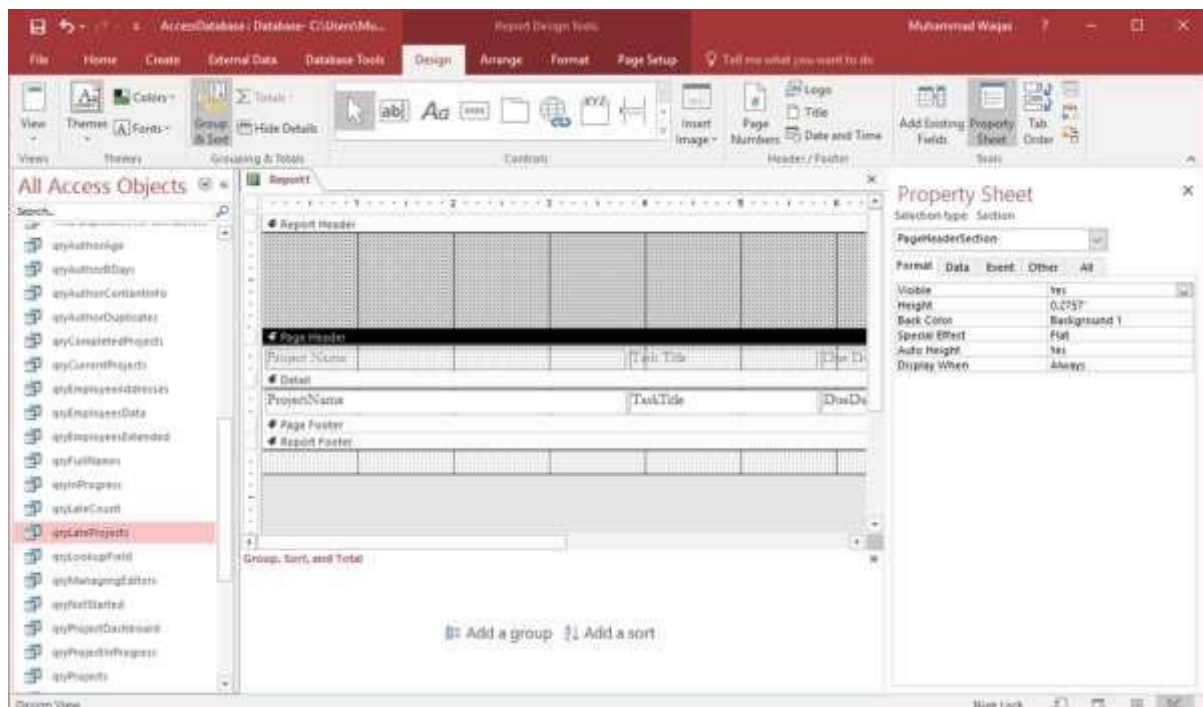 AccessDatabase : Database- C:\Users\Mu...
Report Design Tools
Muhammad Waqas
?
File Home Create External Data Database Tools Design Arrange Format Page Setup Tell me what you want to do
View
Themes
Colors
Fonts
Group & Sort
Totals
Hide Details
ab|
Aa
XYZ
Insert Image
Page Numbers
Logo
Title
Date and Time
Add Existing Fields
Property Sheet
Tab Order
Views Themes Grouping & Totals Controls Header / Footer Tools
All Access Objects
Search..
qryAuthorAge
qryAuthorBDays
qryAuthorContactInfo
qryAuthorDuplicates
qryCompletedProjects
qryCurrentProjects
qryEmployeeAddresses
qryEmployeesData
qryEmployeesExtended
qryFullNames
qryInProgress
qryLateCount
qryLateProjects
qryLookupField
qryManagingEditors
qryNotStarted
qryProjectDashboard
qryProjectInProgress
qryProjects
Report1
Report Header
Page Header
Project Name Task Title Due D
Detail
ProjectName TaskTitle DueDa
Page Footer
Report Footer
Group, Sort, and Total
Add a group Add a sort
Property Sheet
Selection type: Section
PageHeaderSection
Format Data Event Other All
Visible Yes
Height 0.2757"
Back Color Background 1
Special Effect Flat
Auto Height Yes
Display When Always
Design View
Num Lock